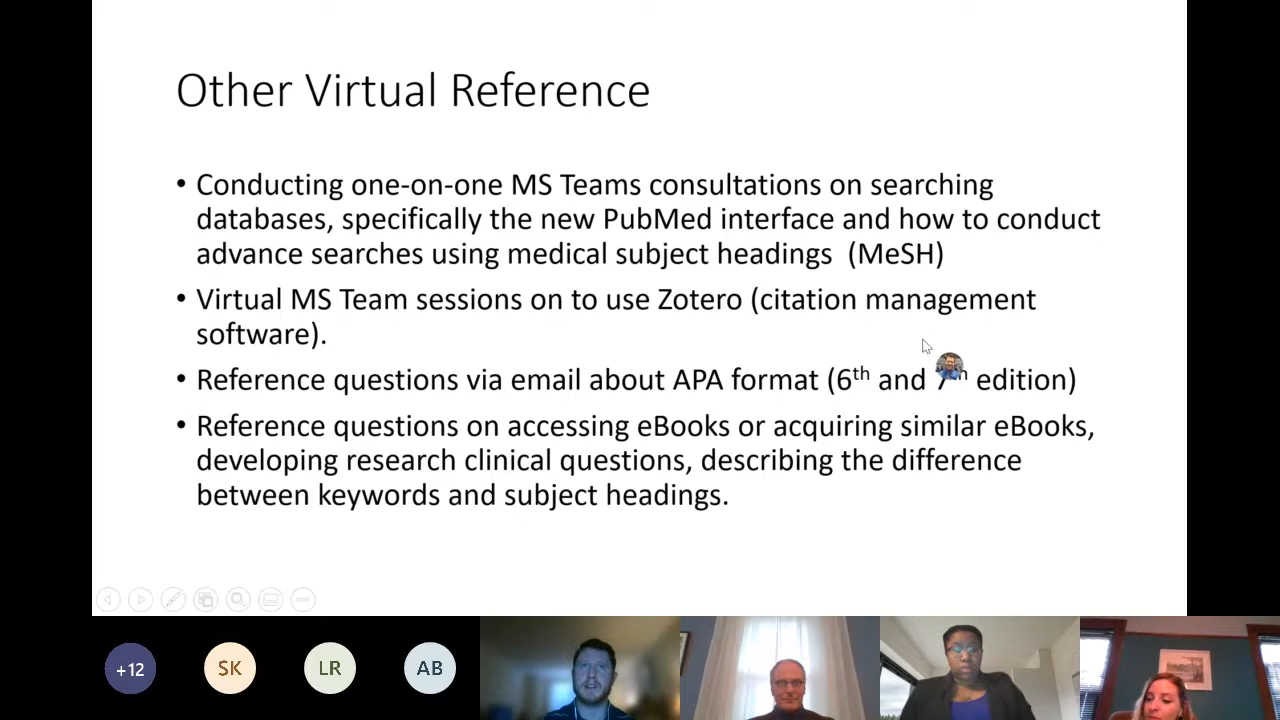 Other Virtual Reference
• Conducting one-on-one MS Teams consultations on searching
databases, specifically the new PubMed interface and how to conduct
advance searches using medical subject headings  (MeSH)
• Virtual MS Team sessions on to use Zotero (citation management
software).
• Reference questions via email about APA format (6th and 7th edition)
• Reference questions on accessing eBooks or acquiring similar eBooks,
developing research clinical questions, describing the difference
between keywords and subject headings.
+12
SK
LR
AB